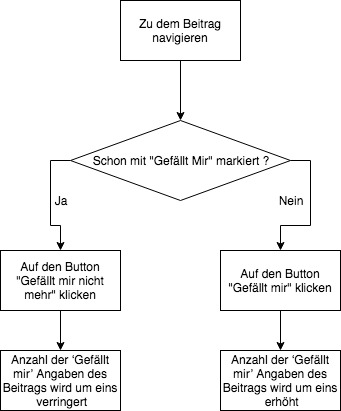 Zu dem Beitrag
navigieren
Schon mit "Gefällt Mir" markiert ?
Ja
Nein
Auf den Button
"Gefällt mir nicht
mehr" klicken
Auf den Button
"Gefällt mir" klicken
Anzahl der ‘Gefällt
mir’ Angaben des
Beitrags wird um eins
verringert
Anzahl der ‘Gefällt
mir’ Angaben des
Beitrags wird um eins
erhöht